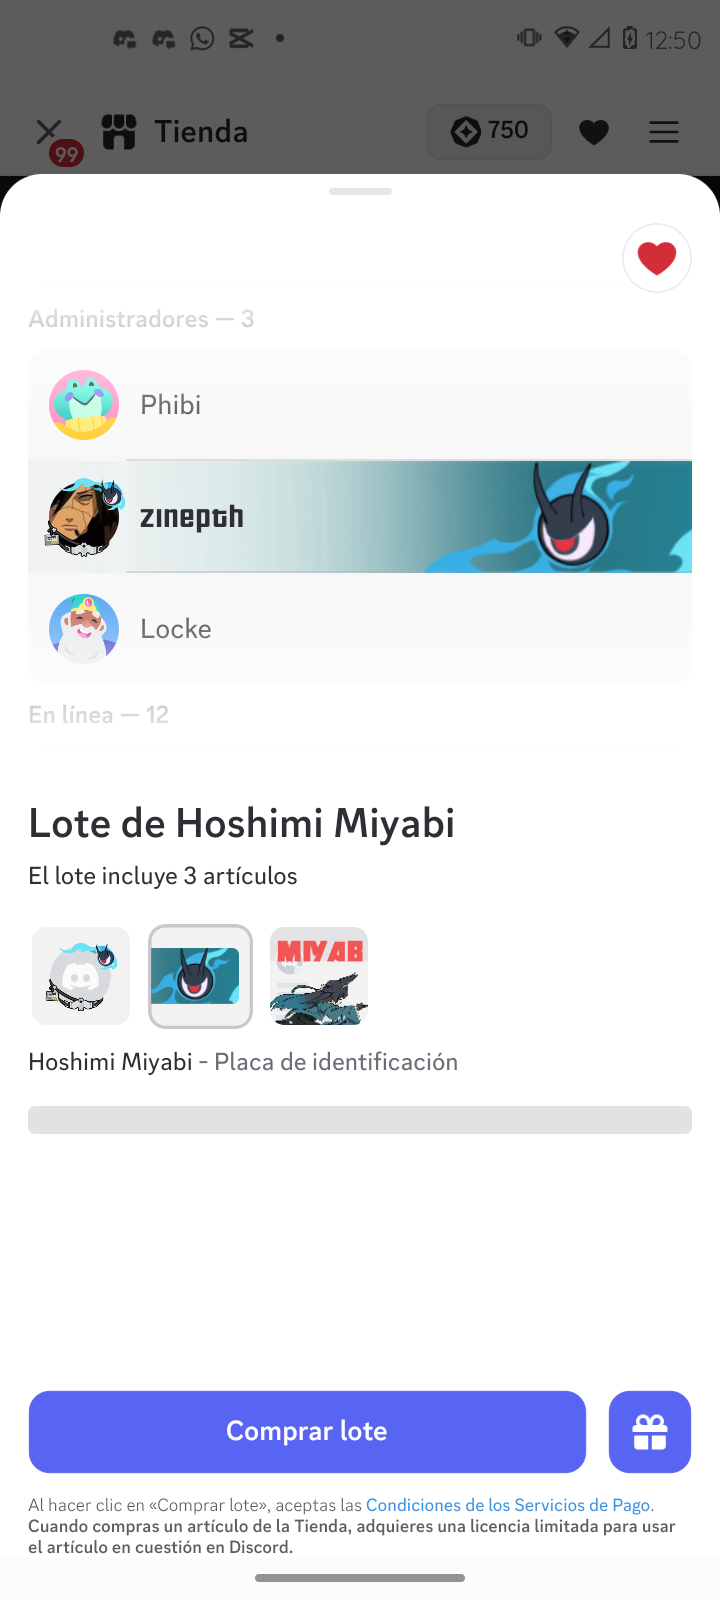 12:50
99
Tienda
750
Administradores — 3
Phibi
zinepth
Locke
En línea — 12
Lote de Hoshimi Miyabi
El lote incluye 3 artículos
MIYAB
Hoshimi Miyabi - Placa de identificación
Comprar lote
Al hacer clic en «Comprar lote», aceptas las Condiciones de los Servicios de Pago.
Cuando compras un artículo de la Tienda, adquieres una licencia limitada para usar
el artículo en cuestión en Discord.